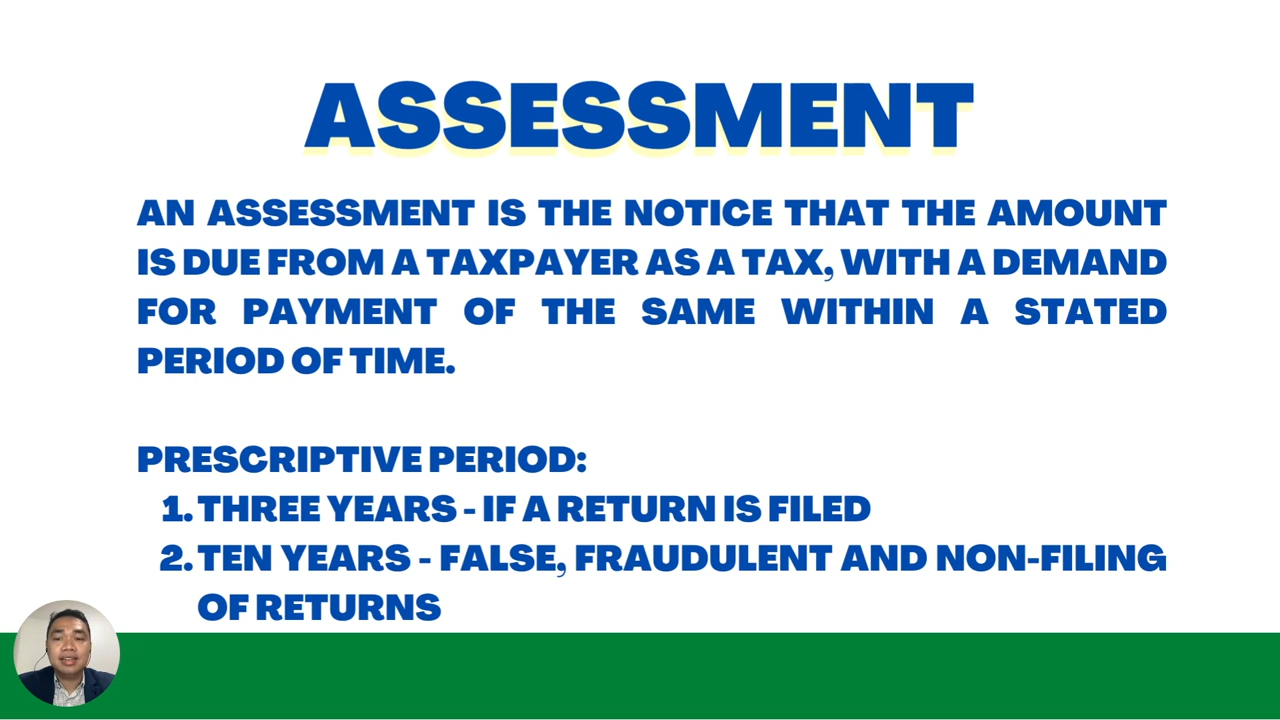 ASSESSMENT
AN ASSESSMENT IS THE NOTICE THAT THE AMOUNT
IS DUE FROM A TAXPAYER AS A TAX, WITH A DEMAND
FOR PAYMENT OF THE SAME WITHIN A STATED
PERIOD OF TIME.
PRESCRIPTIVE PERIOD:
1. THREE YEARS - IF A RETURN IS FILED
2. TEN YEARS - FALSE, FRAUDULENT AND NON-FILING
OF RETURNS